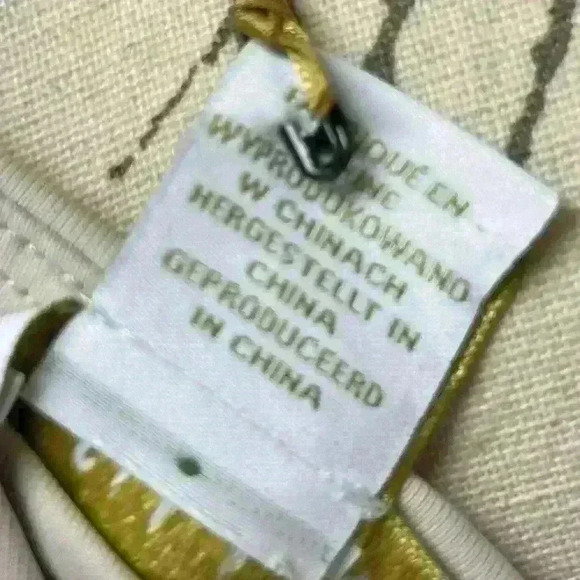 EN
WYPRODUKOWANO
W CHINACH
HERGESTELLT IN
CHINA
GEPRODUCEERD
IN CHINA